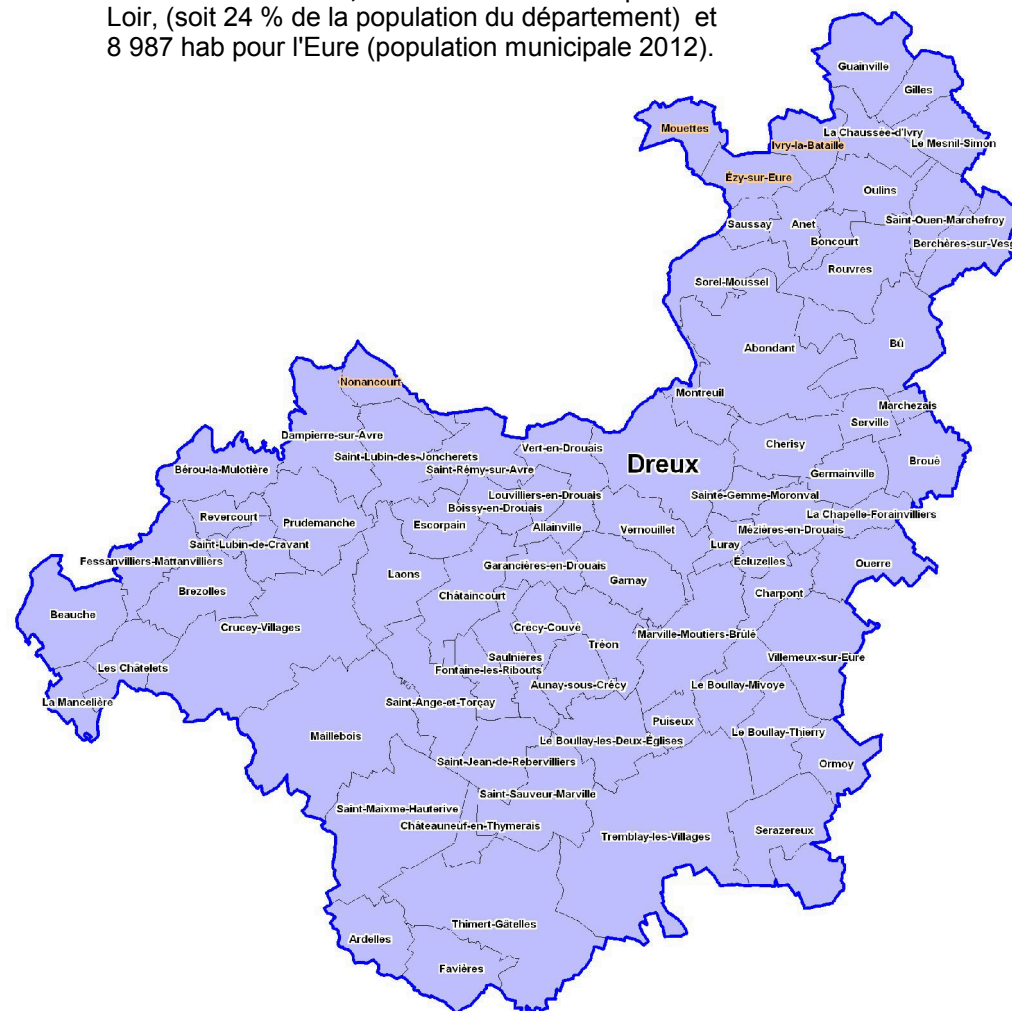 Loir, (soit 24 % de la population du département) et
8 987 hab pour l'Eure (population municipale 2012).
Guainville
Gilles
Mouettes
La Chaussée-d'Ivry
Ivry-la-Bataille
Le Mesnil-Simon
Ézy-sur-Eure
Oulins
Saint-Ouen-Marchefroy
Saussay
Anet
Boncourt
Berchères-sur-Vesg
Rouvres
Sorel-Moussel
Abondant
Bû
Nonancourt
Montreuil
Marchezais
Serville
Dampierre-sur-Avre
Cherisy
Vert-en-Drouais
Saint-Lubin-des-Joncherets
Broué
Dreux
Bérou-la-Mulotière
Saint-Rémy-sur-Avre
Germainville
Louvilliers-en-Drouais
Sainte-Gemme-Moronval
Boissy-en-Drouais
La Chapelle-Forainvilliers
Revercourt
Prudemanche
Escorpain
Allainville
Vernouillet
Mézières-en-Drouais
Saint-Lubin-de-Cravant
Luray
Fessanvilliers-Mattanvilliers
Écluzelles
Ouerre
Garancières-en-Drouais
Laons
Garnay
Brezolles
Châtaincourt
Charpont
Beauche
Crucey-Villages
Crécy-Couvé
Marville-Moutiers-Brûlé
Tréon
Saulnières
Villemeux-sur-Eure
Les Châtelets
Fontaine-les-Ribouts
Aunay-sous-Crécy
Le Boullay-Mivoye
La Mancelière
Saint-Ange-et-Torçay
Puiseux
Le Boullay-Thierry
Maillebois
Le Boullay-les-Deux-Églises
Saint-Jean-de-Rebervilliers
Ormoy
Saint-Sauveur-Marville
Saint-Maixme-Hauterive
Châteauneuf-en-Thymerais
Serazereux
Tremblay-les-Villages
Thimert-Gâtelles
Ardelles
Favières